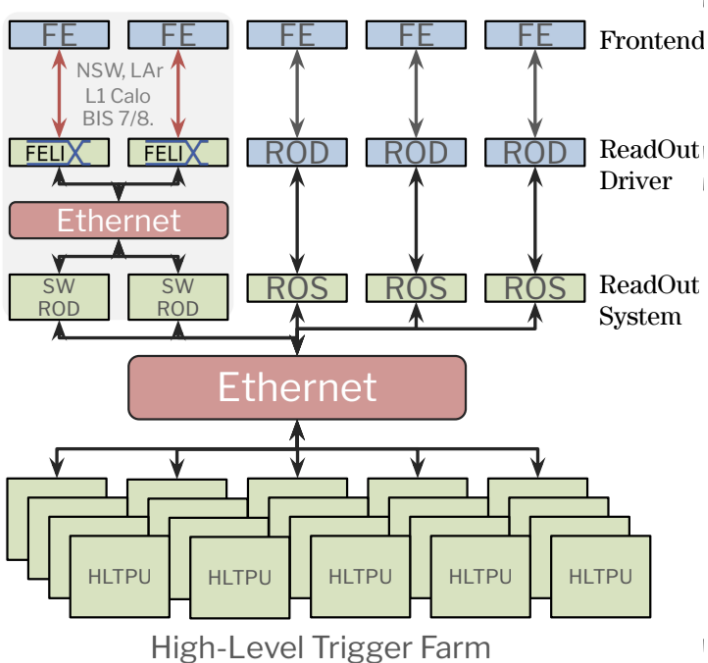 FE FE FE FE FE Frontend
NSW, LAr
L1 Calo
BIS 7/8.
FELIX FELIX ROD ROD ROD ReadOut
Driver
Ethernet
SW SW
ROD ROD
ROS ROS ROS ReadOut
System
Ethernet
HLTPU HLTPU HLTPU HLTPU HLTPU
High-Level Trigger Farm